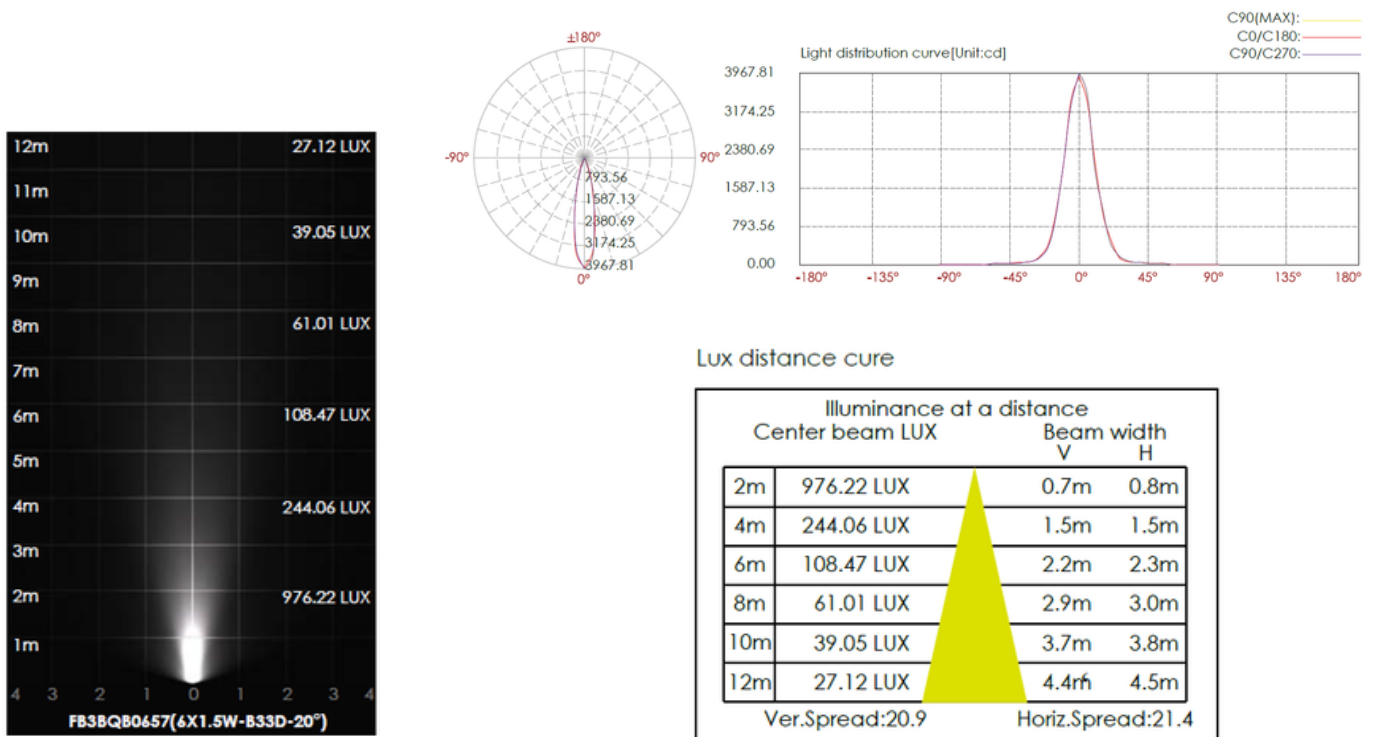 12m 27.12 LUX
11m
10m 39.05 LUX
9m
8m 61.01 LUX
7m
6m 108.47 LUX
5m
4m 244.06 LUX
3m
2m 976.22 LUX
1m
4 3 2 1 0 1 2 3 4
FB3BQB0657(6X1.5W-B33D-20°)
±180°
-90° 90°
793.56
1587.13
2380.69
3174.25
3967.81
0°
C90(MAX):
C0/C180:
C90/C270:
Light distribution curve[Unit:cd]
3967.81
3174.25
2380.69
1587.13
793.56
0.00
-180° -135° -90° -45° 0° 45° 90° 135° 180°
Lux distance cure
Illuminance at a distance
Center beam LUX Beam width
V H
2m 976.22 LUX 0.7m 0.8m
4m 244.06 LUX 1.5m 1.5m
6m 108.47 LUX 2.2m 2.3m
8m 61.01 LUX 2.9m 3.0m
10m 39.05 LUX 3.7m 3.8m
12m 27.12 LUX 4.4m 4.5m
Ver.Spread:20.9 Horiz.Spread:21.4